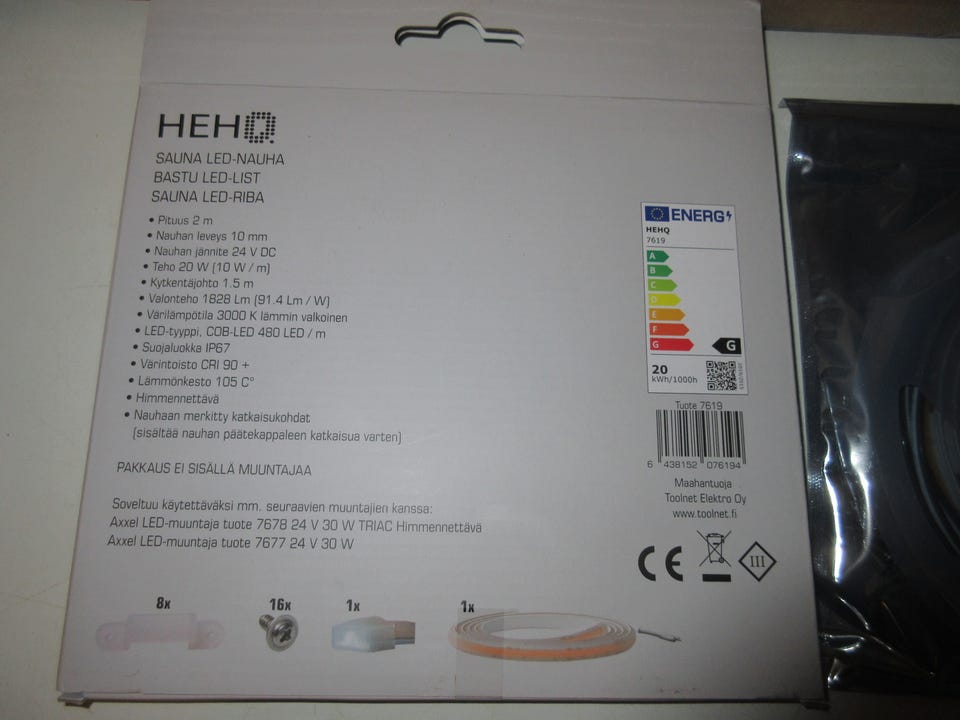 HEHQ
SAUNA LED-NAUHA
BASTU LED-LIST
SAUNA LED-RIBA
• Pituus 2 m
• Nauhan leveys 10 mm
• Nauhan jännite 24 V DC
• Teho 20 W (10 W / m)
• Kytkentäjohto 1.5 m
• Valonteho 1828 Lm (91.4 Lm / W)
• Värilämpötila 3000 K lämmin valkoinen
• LED-tyyppi, COB-LED 480 LED / m
• Suojaluokka IP67
• Värintoisto CRI 90 +
• Lämmönkesto 105 C°
• Himmennettävä
• Nauhaan merkitty katkaisukohdat
(sisältää nauhan päätekappaleen katkaisua varten)
PAKKAUS EI SISÄLLÄ MUUNTAJAA
Soveltuu käytettäväksi mm. seuraavien muuntajien kanssa:
Axxel LED-muuntaja tuote 7678 24 V 30 W TRIAC Himmennettävä
Axxel LED-muuntaja tuote 7677 24 V 30 W
8x 16x 1x 1x
ENERG
HEHQ
7619
A
B
C
D
E
F
G G
20
kWh/1000h
2019/2015
Tuote 7619
6 438152 076194
Maahantuoja
Toolnet Elektro Oy
www.toolnet.fi
CE III